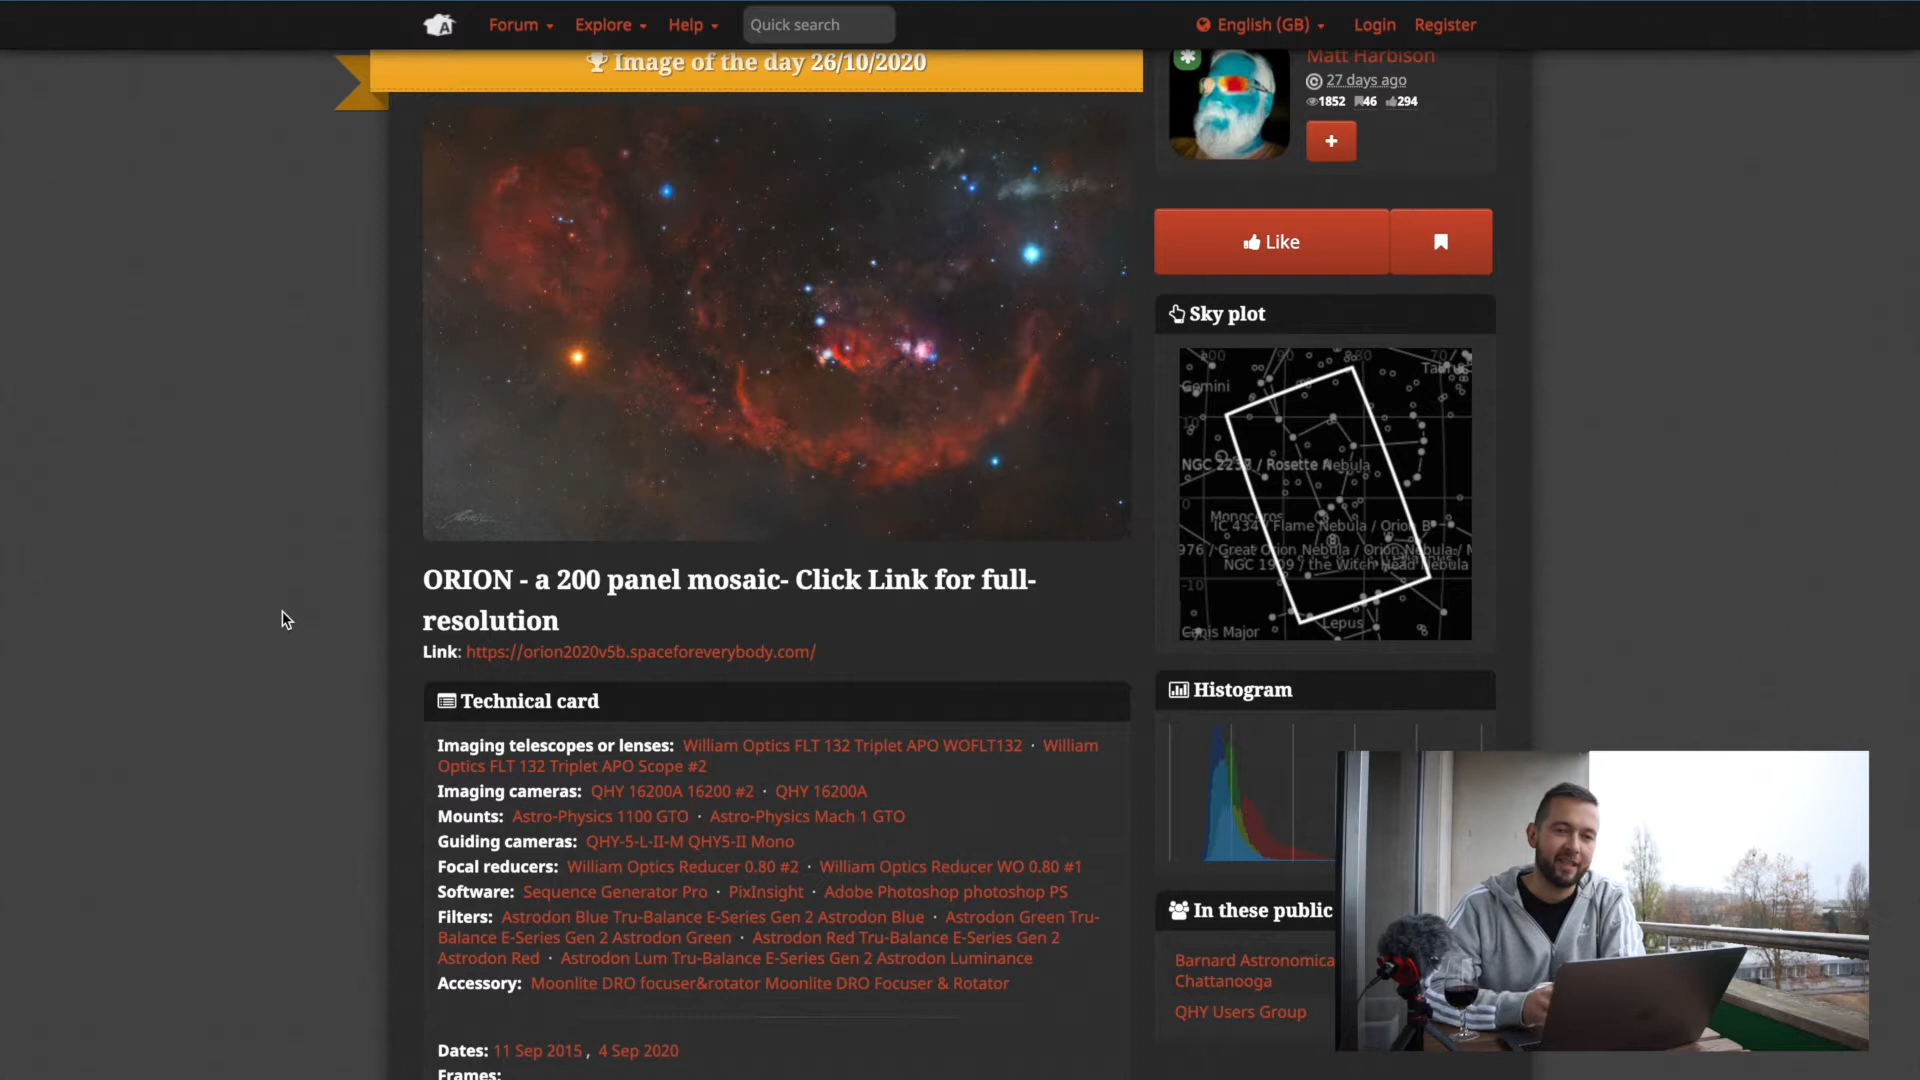 Forum Explore Help Quick search English (GB) Login Register
Image of the day 26/10/2020
Matt Harbison
27 days ago
1852 46 294
+
Like
Sky plot
100 90 80 70
Taurus
Gemini
10
NGC 2238 / Rosette Nebula
0
Monoceros
IC 434 / Flame Nebula / Orion B
976 / Great Orion Nebula / Orion Nebula / M
NGC 1909 / the Witch Head Nebula
-10
Lepus
Canis Major
ORION - a 200 panel mosaic- Click Link for full-
resolution
Link: https://orion2020v5b.spaceforeverybody.com/
Technical card
Imaging telescopes or lenses: William Optics FLT 132 Triplet APO WOFLT132 · William
Optics FLT 132 Triplet APO Scope #2
Imaging cameras: QHY 16200A 16200 #2 · QHY 16200A
Mounts: Astro-Physics 1100 GTO · Astro-Physics Mach 1 GTO
Guiding cameras: QHY-5-L-II-M QHY5-II Mono
Focal reducers: William Optics Reducer 0.80 #2 · William Optics Reducer WO 0.80 #1
Software: Sequence Generator Pro · PixInsight · Adobe Photoshop photoshop PS
Filters: Astrodon Blue Tru-Balance E-Series Gen 2 Astrodon Blue · Astrodon Green Tru-
Balance E-Series Gen 2 Astrodon Green · Astrodon Red Tru-Balance E-Series Gen 2
Astrodon Red · Astrodon Lum Tru-Balance E-Series Gen 2 Astrodon Luminance
Accessory: Moonlite DRO focuser&rotator Moonlite DRO Focuser & Rotator
Dates: 11 Sep 2015 , 4 Sep 2020
Frames:
Histogram
In these public
Barnard Astronomica
Chattanooga
QHY Users Group